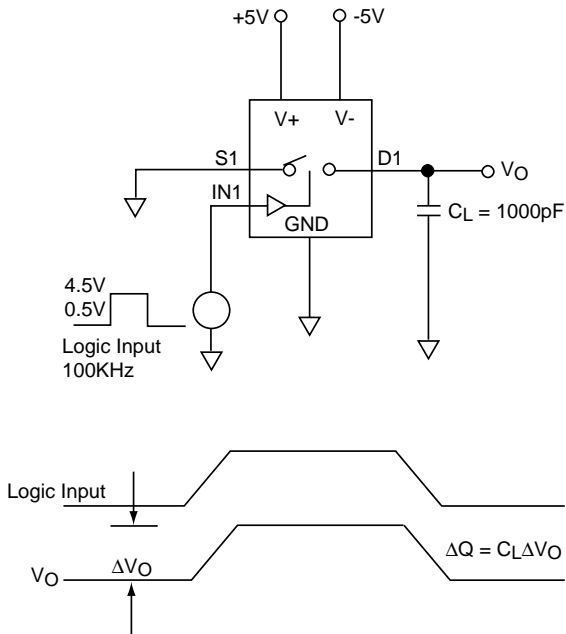 +5V -5V
V+ V-
S1 D1 VO
IN1
GND CL = 1000pF
4.5V
0.5V
Logic Input
100KHz
Logic Input
ΔQ = CLΔVO
VO ΔVO